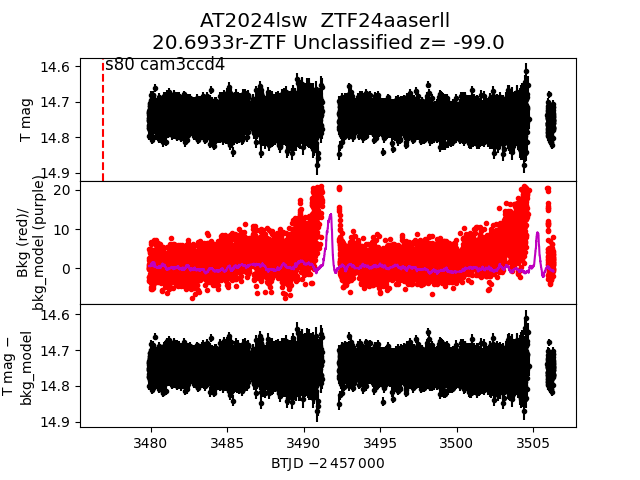 AT2024lsw  ZTF24aaserll
20.6933r-ZTF Unclassified z= -99.0
s80 cam3ccd4
14.6
14.7
14.8
14.9
T mag
20
10
0
Bkg (red)/
bkg_model (purple)
14.6
14.7
14.8
14.9
T mag −
bkg_model
3480
3485
3490
3495
3500
3505
BTJD −2 457 000